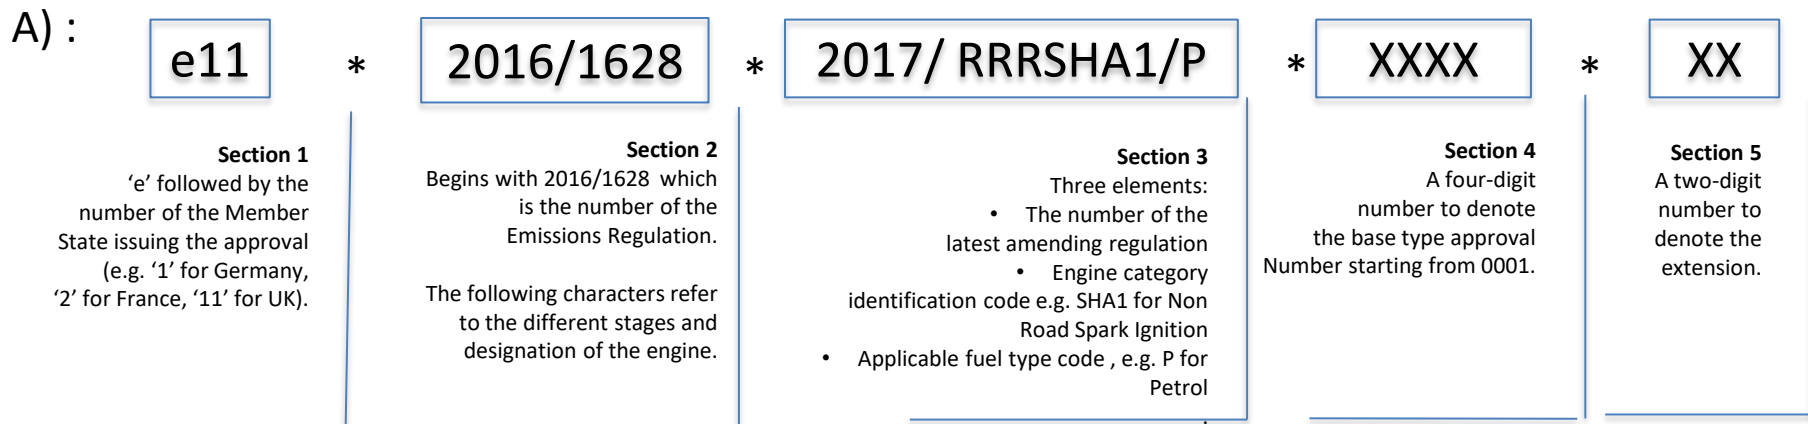 A) :
e11 * 2016/1628 * 2017/ RRRSHA1/P * XXXX * XX
Section 1
‘e’ followed by the
number of the Member
State issuing the approval
(e.g. ‘1’ for Germany,
‘2’ for France, ‘11’ for UK).
Section 2
Begins with 2016/1628 which
is the number of the
Emissions Regulation.
The following characters refer
to the different stages and
designation of the engine.
Section 3
Three elements:
• The number of the
latest amending regulation
• Engine category
identification code e.g. SHA1 for Non
Road Spark Ignition
• Applicable fuel type code , e.g. P for
Petrol
Section 4
A four-digit
number to denote
the base type approval
Number starting from 0001.
Section 5
A two-digit
number to
denote the
extension.